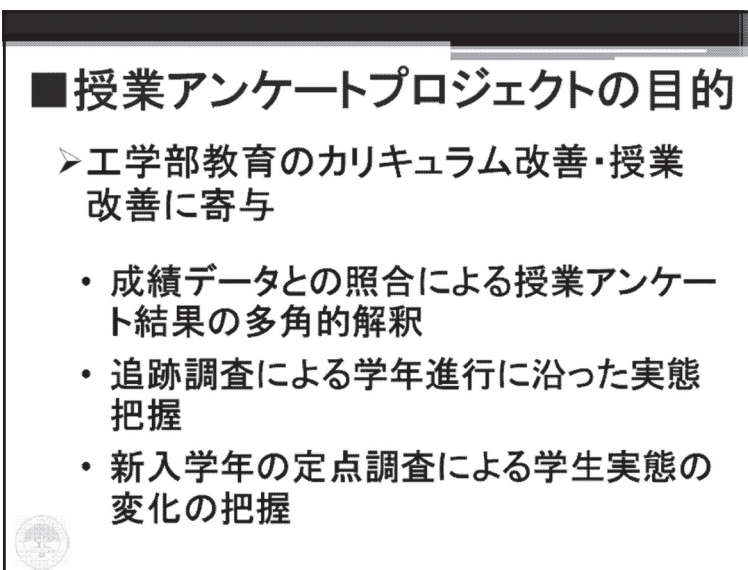 ■授業アンケートプロジェクトの目的
➢工学部教育のカリキュラム改善・授業
改善に寄与
・成績データとの照合による授業アンケー
ト結果の多角的解釈
・追跡調査による学年進行に沿った実態
把握
・新入学年の定点調査による学生実態の
変化の把握